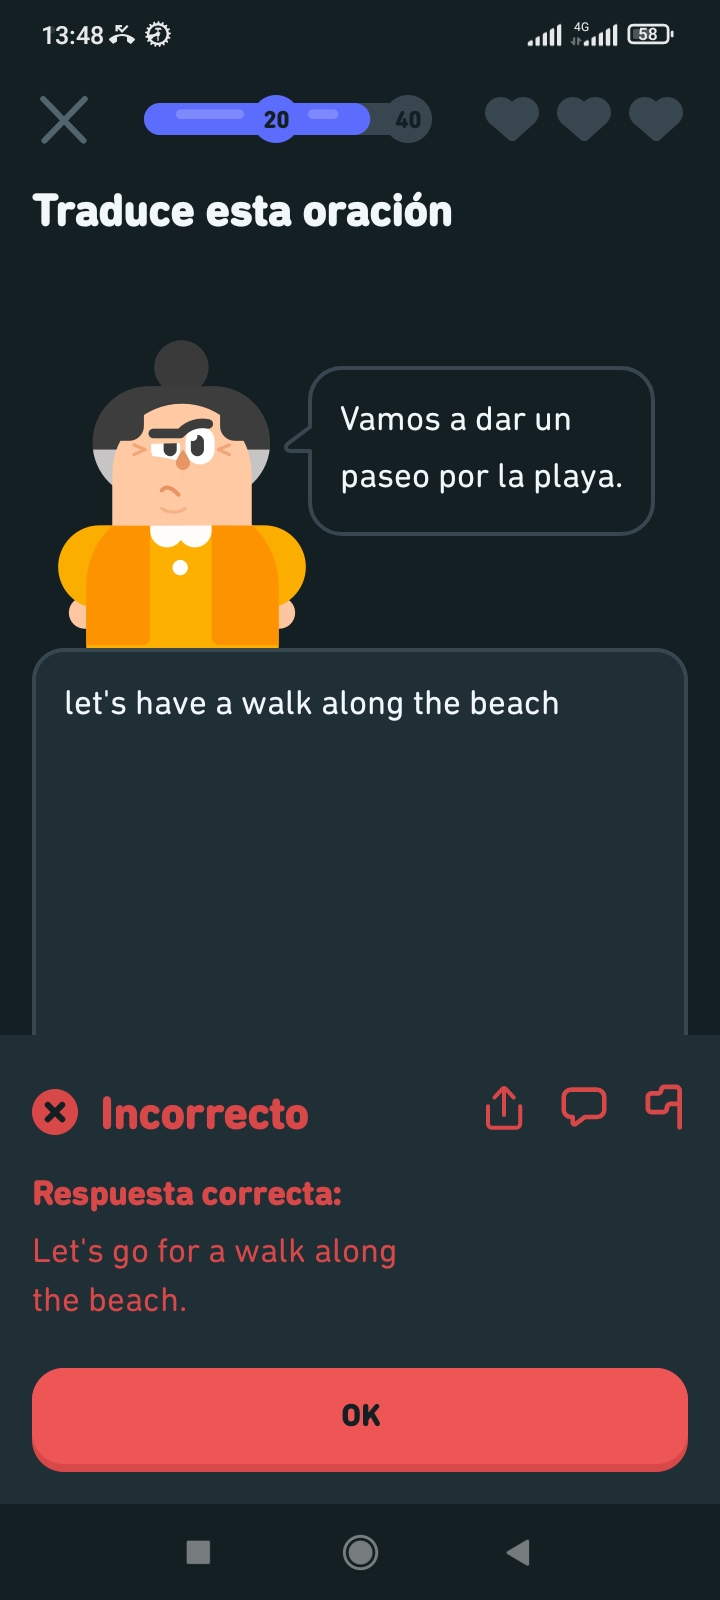 13:48
4G
58
20
40
Traduce esta oración
Vamos a dar un
paseo por la playa.
let's have a walk along the beach
Incorrecto
Respuesta correcta:
Let's go for a walk along
the beach.
OK